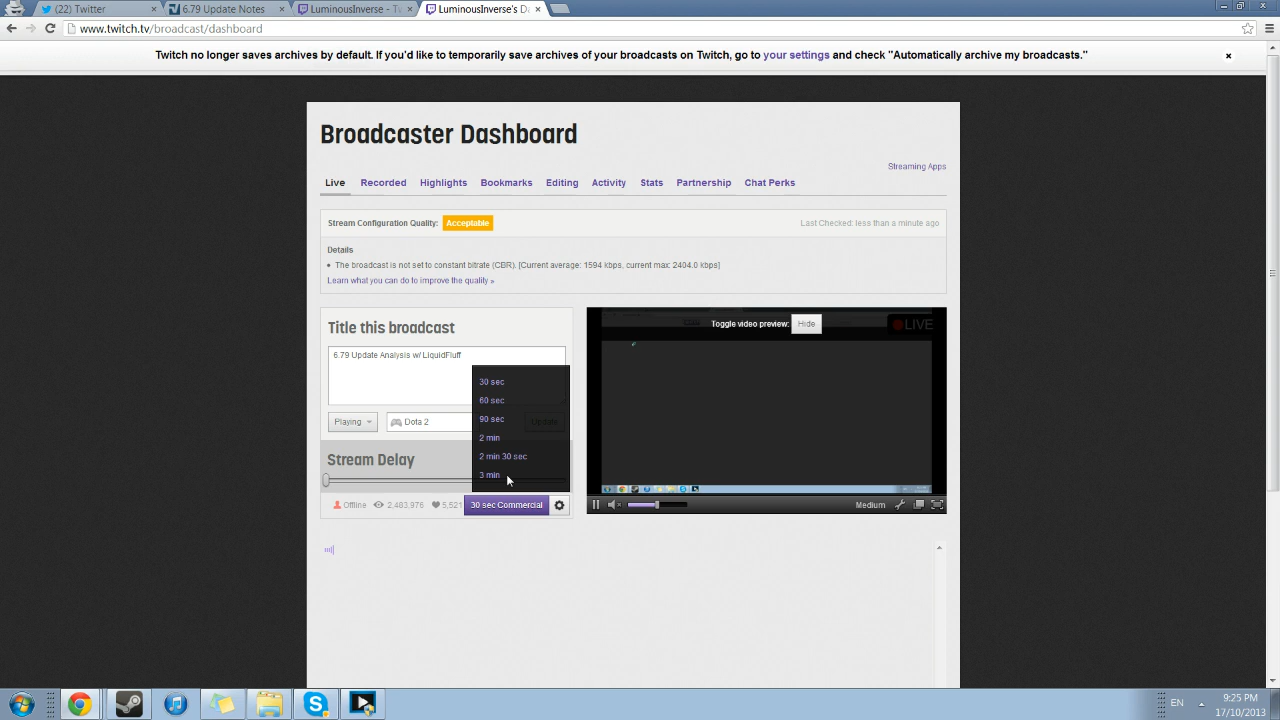 (22) Twitter
6.79 Update Notes
LuminousInverse - Tw
LuminousInverse's Da
www.twitch.tv/broadcast/dashboard
Twitch no longer saves archives by default. If you'd like to temporarily save archives of your broadcasts on Twitch, go to your settings and check "Automatically archive my broadcasts."
Broadcaster Dashboard
Streaming Apps
Live Recorded Highlights Bookmarks Editing Activity Stats Partnership Chat Perks
Stream Configuration Quality: Acceptable
Last Checked: less than a minute ago
Details
• The broadcast is not set to constant bitrate (CBR). [Current average: 1594 kbps, current max: 2404.0 kbps]
Learn what you can do to improve the quality »
Title this broadcast
6.79 Update Analysis w/ LiquidFluff
Playing
Dota 2
Update
30 sec
60 sec
90 sec
2 min
2 min 30 sec
3 min
Stream Delay
Offline 2,483,976 5,521
30 sec Commercial
Toggle video preview: Hide
LIVE
Medium
EN
9:25 PM
17/10/2013